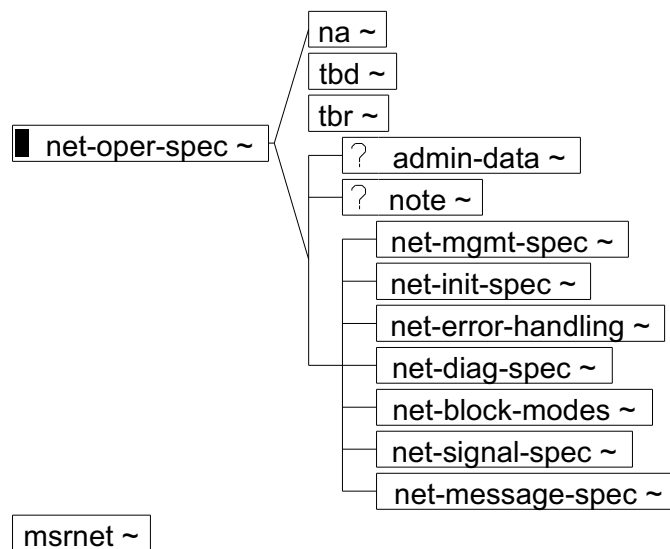 na ~
tbd ~
tbr ~
net-oper-spec ~
? admin-data ~
? note ~
net-mgmt-spec ~
net-init-spec ~
net-error-handling ~
net-diag-spec ~
net-block-modes ~
net-signal-spec ~
net-message-spec ~
msrnet ~